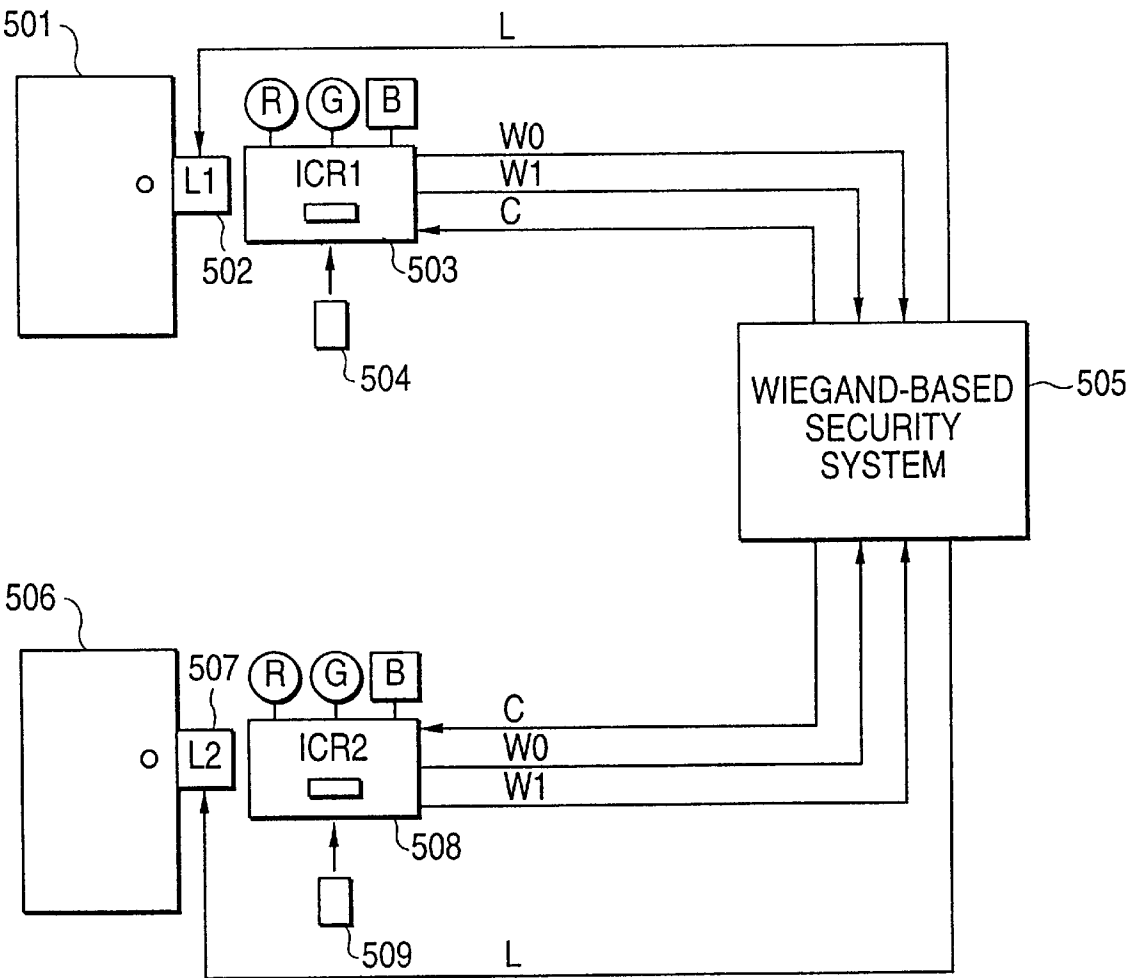 501
L
R G B
W0
ICR1
W1
L1
C
502
503
504
WIEGAND-BASED
SECURITY
SYSTEM
505
506
507
R G B
C
ICR2
W0
L2
W1
508
509
L